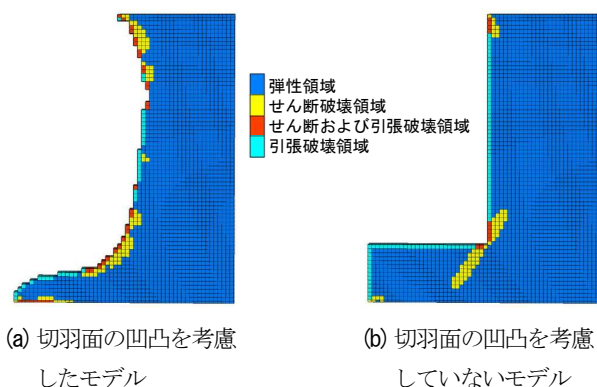 弾性領域
せん断破壊領域
せん断および引張破壊領域
引張破壊領域
(a) 切羽面の凹凸を考慮
したモデル
(b) 切羽面の凹凸を考慮
していないモデル